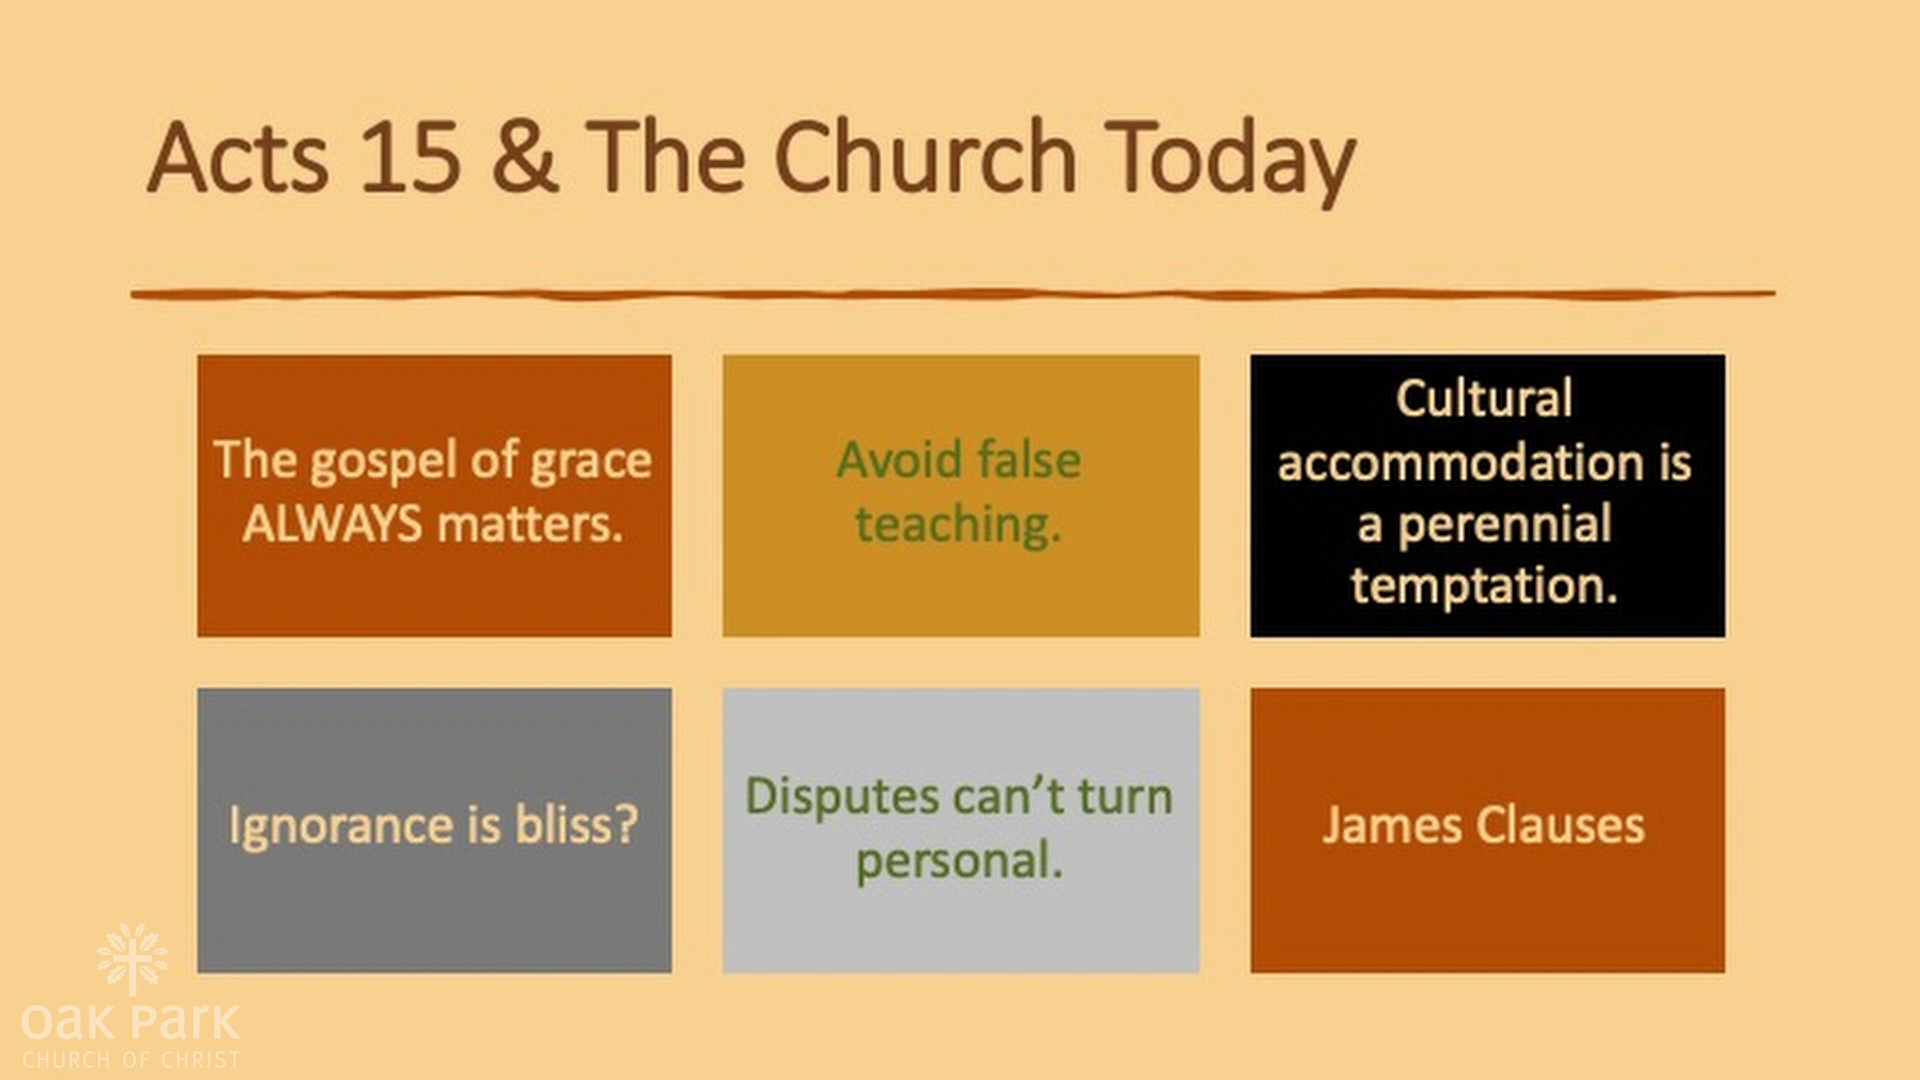 Acts 15 & The Church Today
The gospel of grace
ALWAYS matters.
Avoid false
teaching.
Cultural
accommodation is
a perennial
temptation.
Ignorance is bliss?
Disputes can’t turn
personal.
James Clauses
Oak Park
CHURCH OF CHRIST